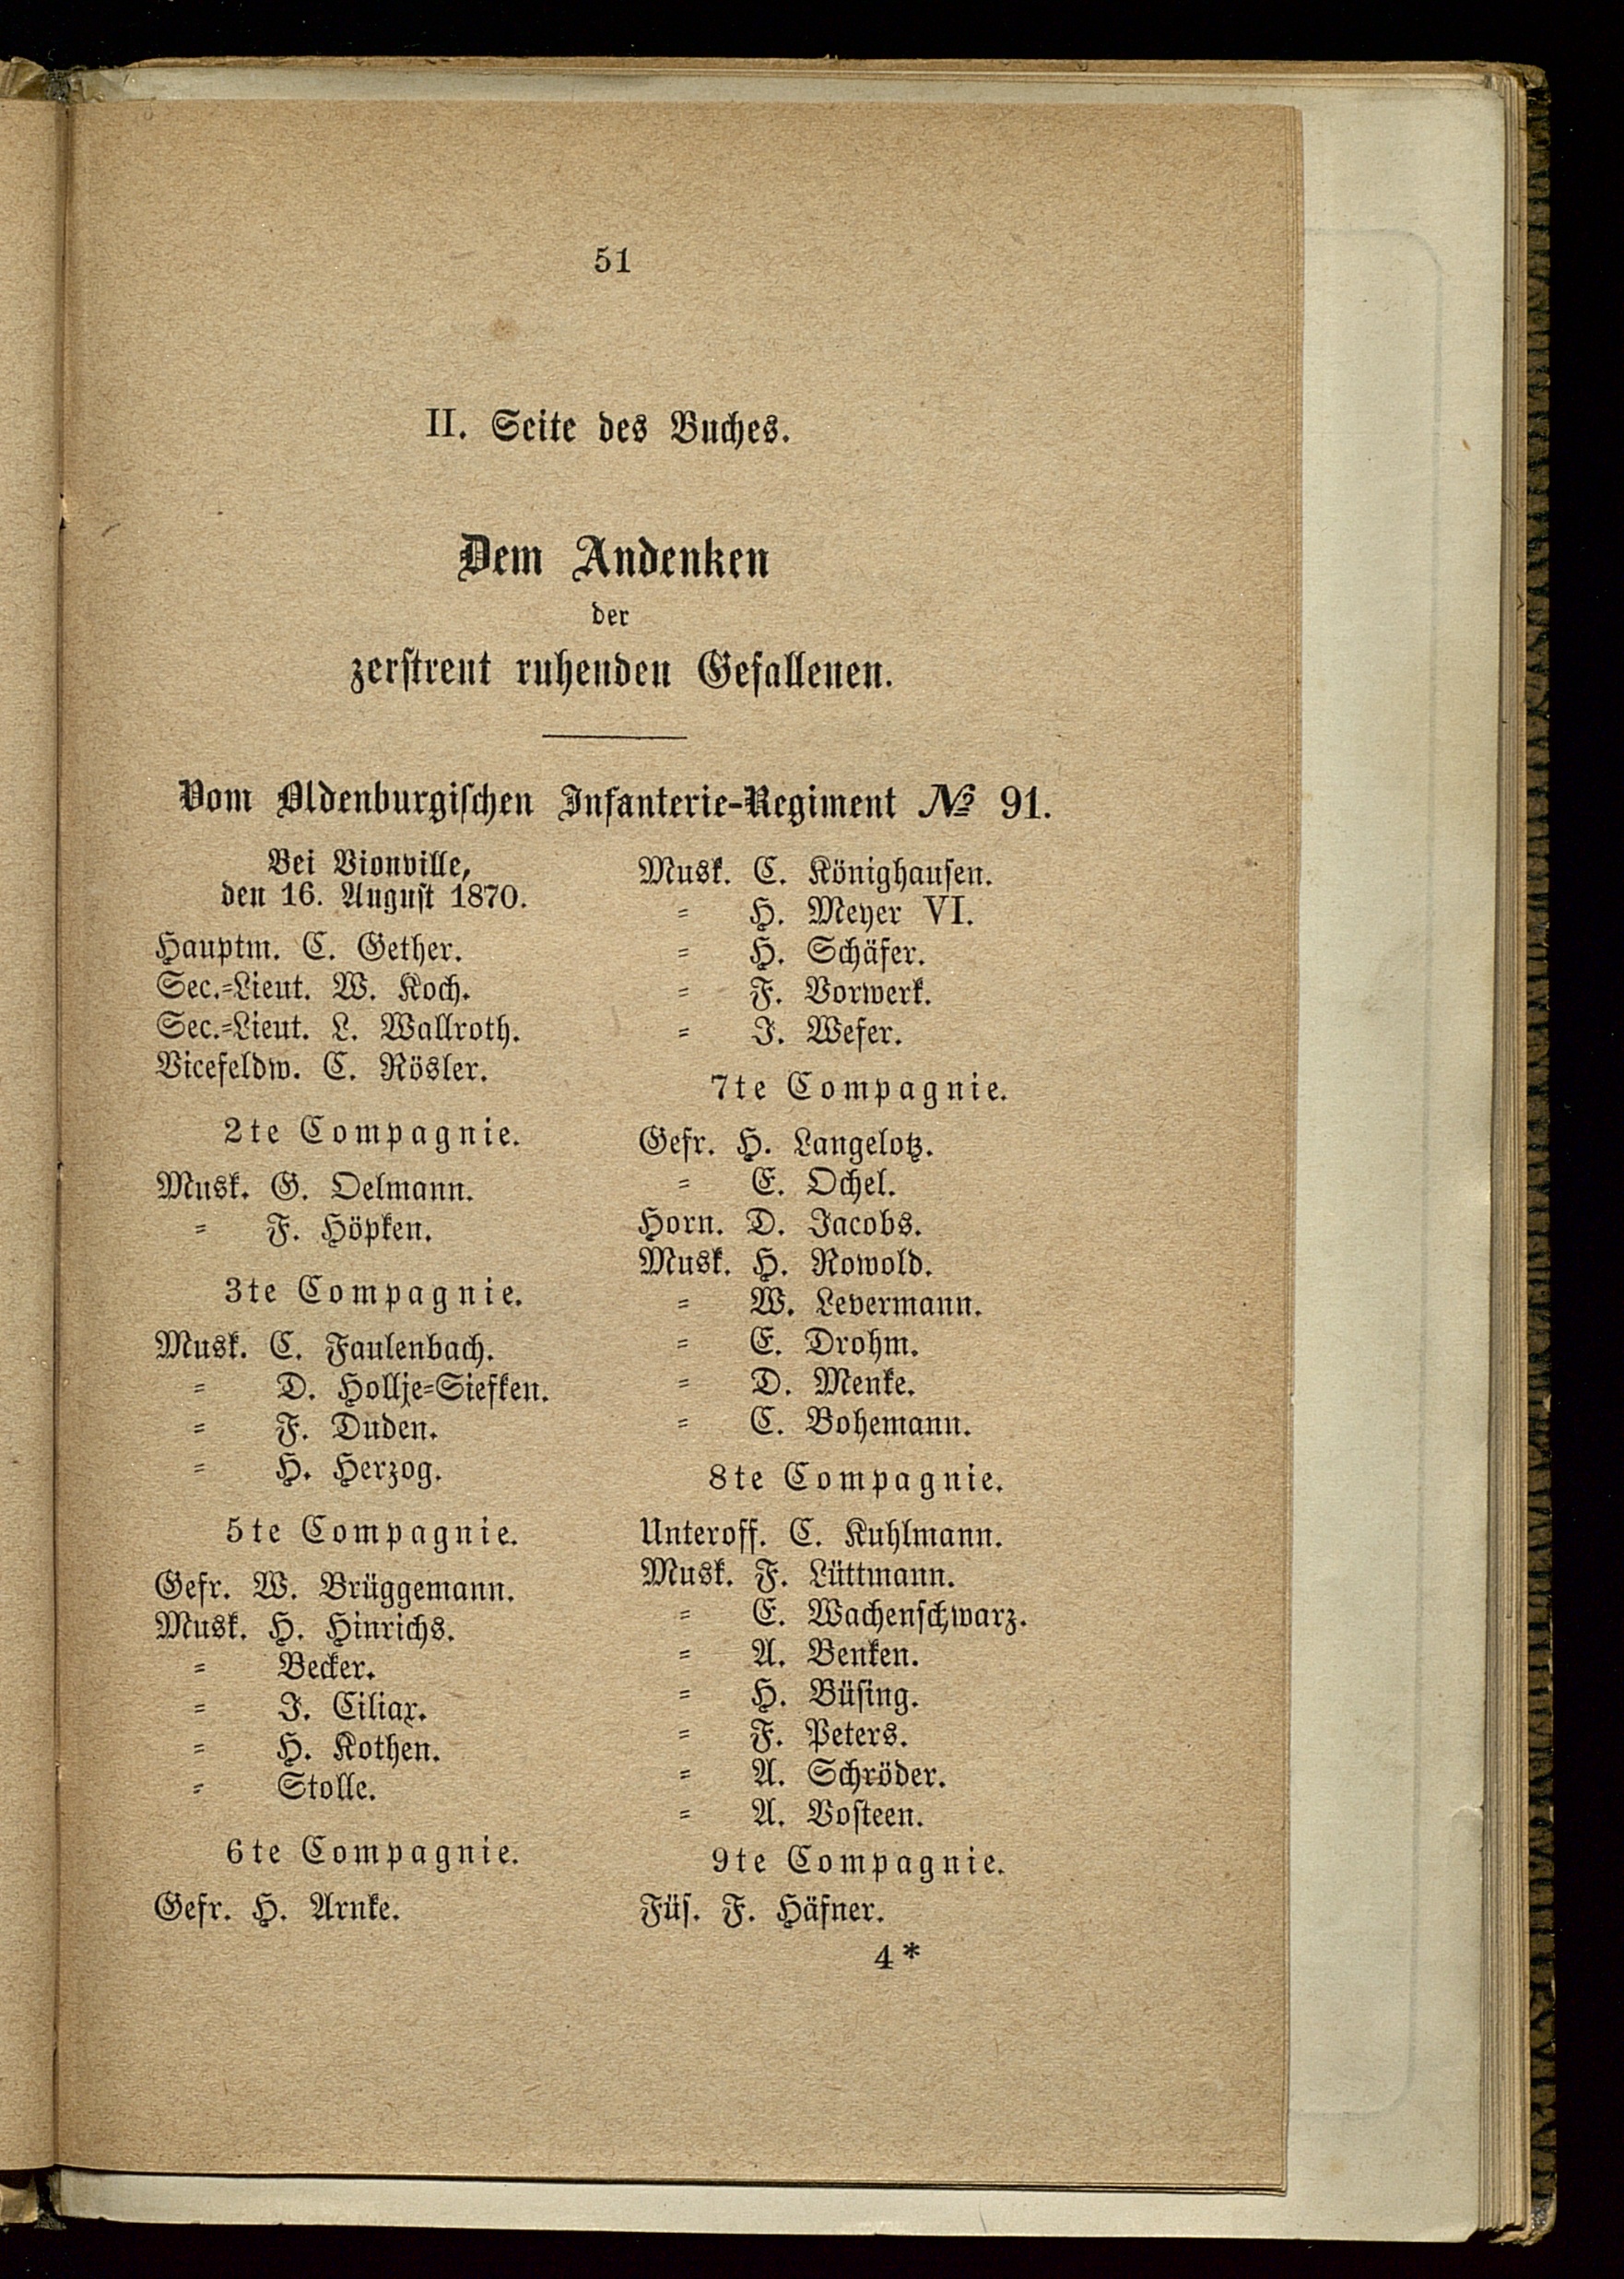 51
II. Seite des Buches.
Dem Andenken
der
zerstreut ruhenden Gefallenen.
Vom Oldenburgischen Infanterie-Regiment No 91.
Bei Vionville,
den 16. August 1870.
Hauptm. C. Gether.
Sec.-Lieut. W. Koch.
Sec.-Lieut. L. Wallroth.
Vicefeldw. C. Rösler.
2te Compagnie.
Musk. G. Oelmann.
= F. Höpken.
3te Compagnie.
Musk. C. Faulenbach.
= D. Hollje-Siefken.
= F. Duden.
= H. Herzog.
5te Compagnie.
Gefr. W. Brüggemann.
Musk. H. Hinrichs.
= Becker.
= J. Ciliax.
= H. Kothen.
= Stolle.
6te Compagnie.
Gefr. H. Arnke.
Musk. C. Könighausen.
= H. Meyer VI.
= H. Schäfer.
= F. Vorwerk.
= J. Wefer.
7te Compagnie.
Gefr. H. Langelotz.
= E. Ochel.
Horn. D. Jacobs.
Musk. H. Rowold.
= W. Levermann.
= E. Drohm.
= D. Menke.
= C. Bohemann.
8te Compagnie.
Unteroff. C. Kuhlmann.
Musk. F. Lüttmann.
= E. Wachenschwarz.
= A. Benken.
= H. Büsing.
= F. Peters.
= A. Schröder.
= A. Vosteen.
9te Compagnie.
Füs. F. Häfner.
4*